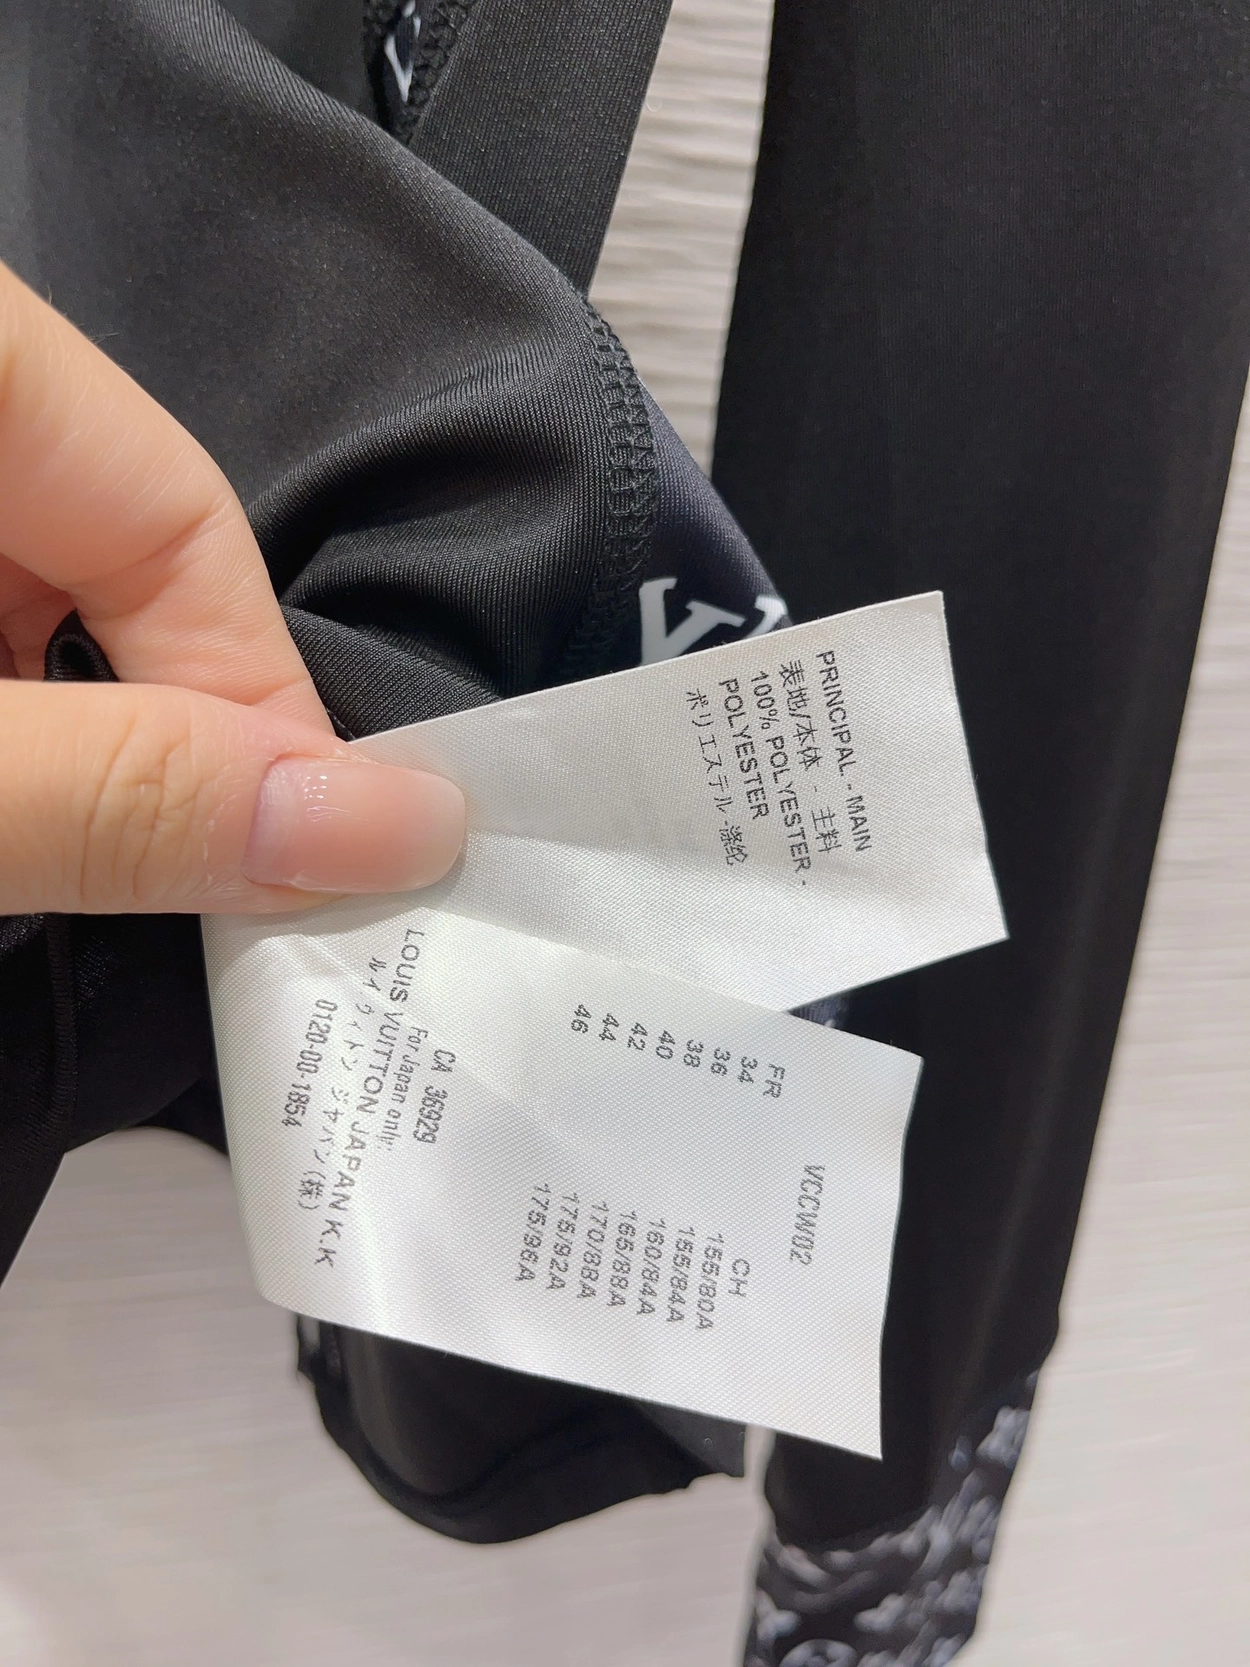 PRINCIPAL - MAIN
表地/本体 - 主料
100% POLYESTER -
POLYESTER
ポリエステル-涤纶
VCCW02
FR CH
34 155/80A
36 155/84A
38 160/84A
40 165/88A
42 170/88A
44 175/92A
46 175/96A
CA 36929
For Japan only:
LOUIS VUITTON JAPAN K.K
ルイ ヴィトン ジャパン (株)
0120-00-1854